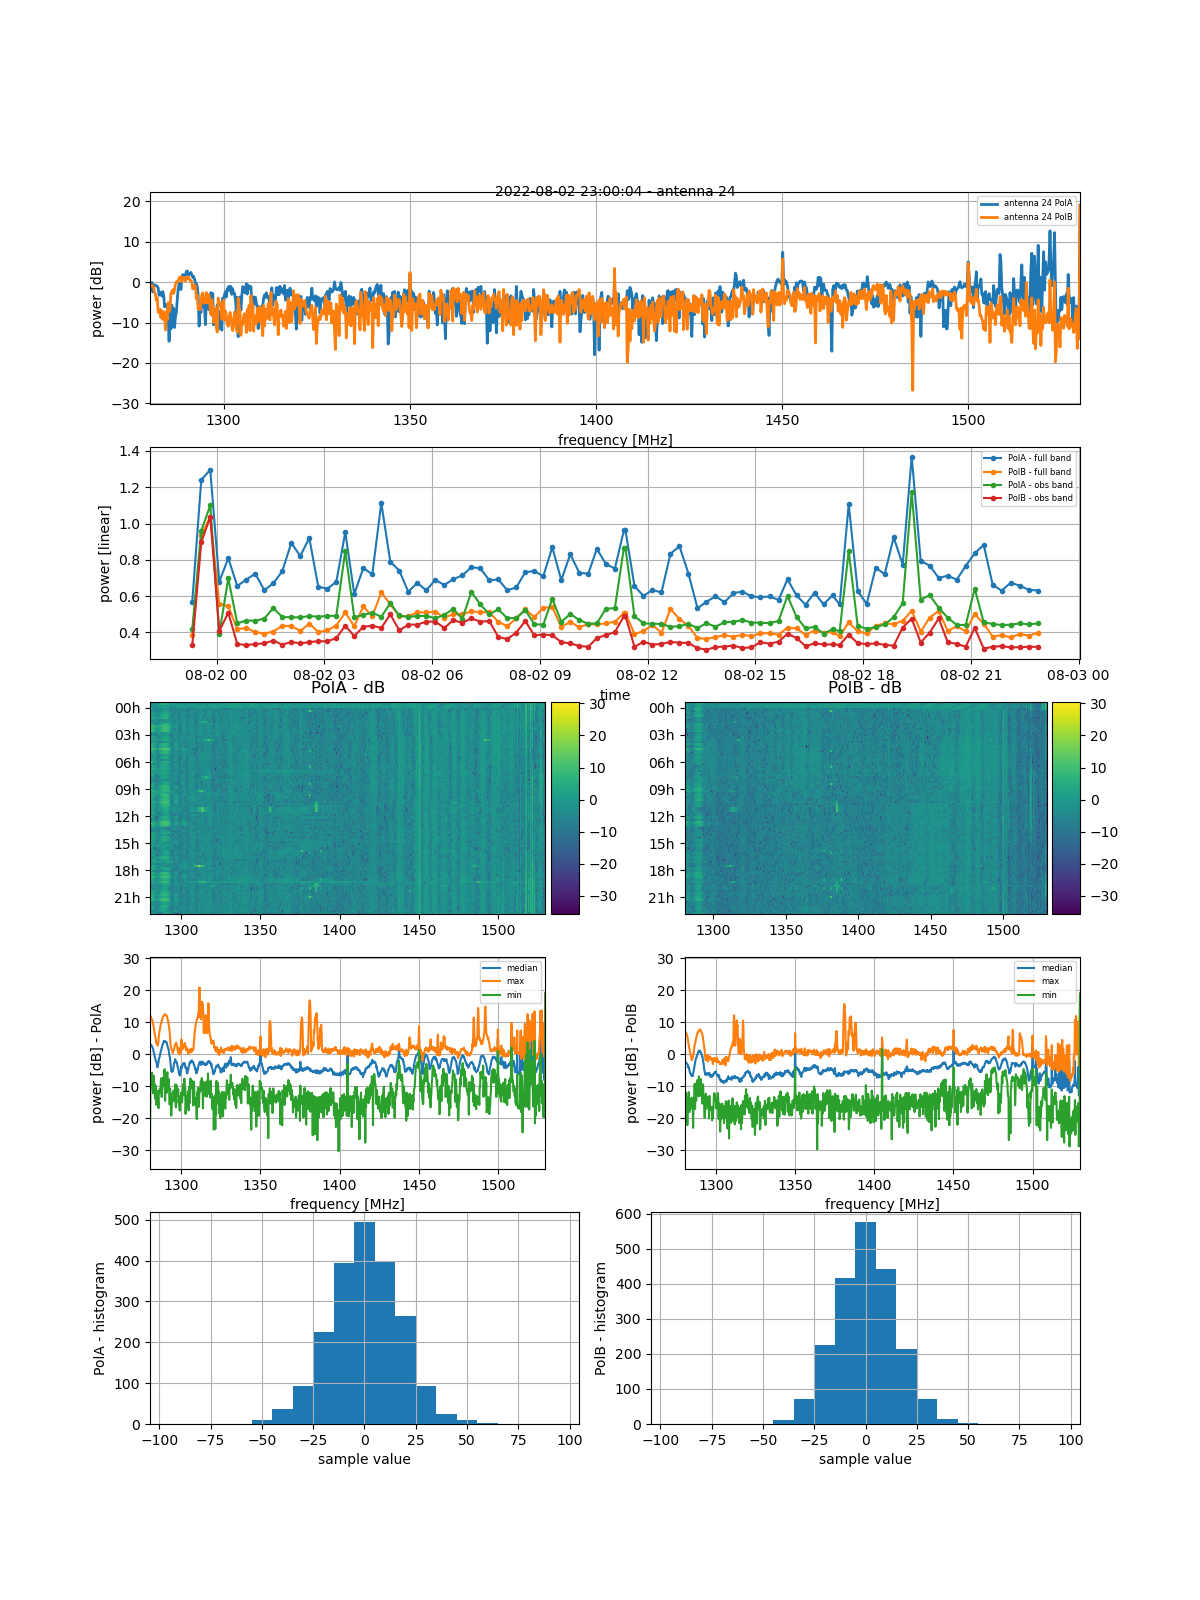 2022-08-02 23:00:04 - antenna 24
20
10
0
−10
−20
−30
power [dB]
antenna 24 PolA
antenna 24 PolB
1300
1350
1400
1450
1500
frequency [MHz]
1.4
1.2
1.0
0.8
0.6
0.4
power [linear]
PolA - full band
PolB - full band
PolA - obs band
PolB - obs band
08-02 00
08-02 03
08-02 06
08-02 09
08-02 12
08-02 15
08-02 18
08-02 21
08-03 00
time
PolA - dB
00h
03h
06h
09h
12h
15h
18h
21h
1300
1350
1400
1450
1500
30
20
10
0
−10
−20
−30
PolB - dB
00h
03h
06h
09h
12h
15h
18h
21h
1300
1350
1400
1450
1500
30
20
10
0
−10
−20
−30
30
20
10
0
−10
−20
−30
power [dB] - PolA
median
max
min
1300
1350
1400
1450
1500
frequency [MHz]
30
20
10
0
−10
−20
−30
power [dB] - PolB
median
max
min
1300
1350
1400
1450
1500
frequency [MHz]
500
400
300
200
100
0
PolA - histogram
−100
−75
−50
−25
0
25
50
75
100
sample value
600
500
400
300
200
100
0
PolB - histogram
−100
−75
−50
−25
0
25
50
75
100
sample value